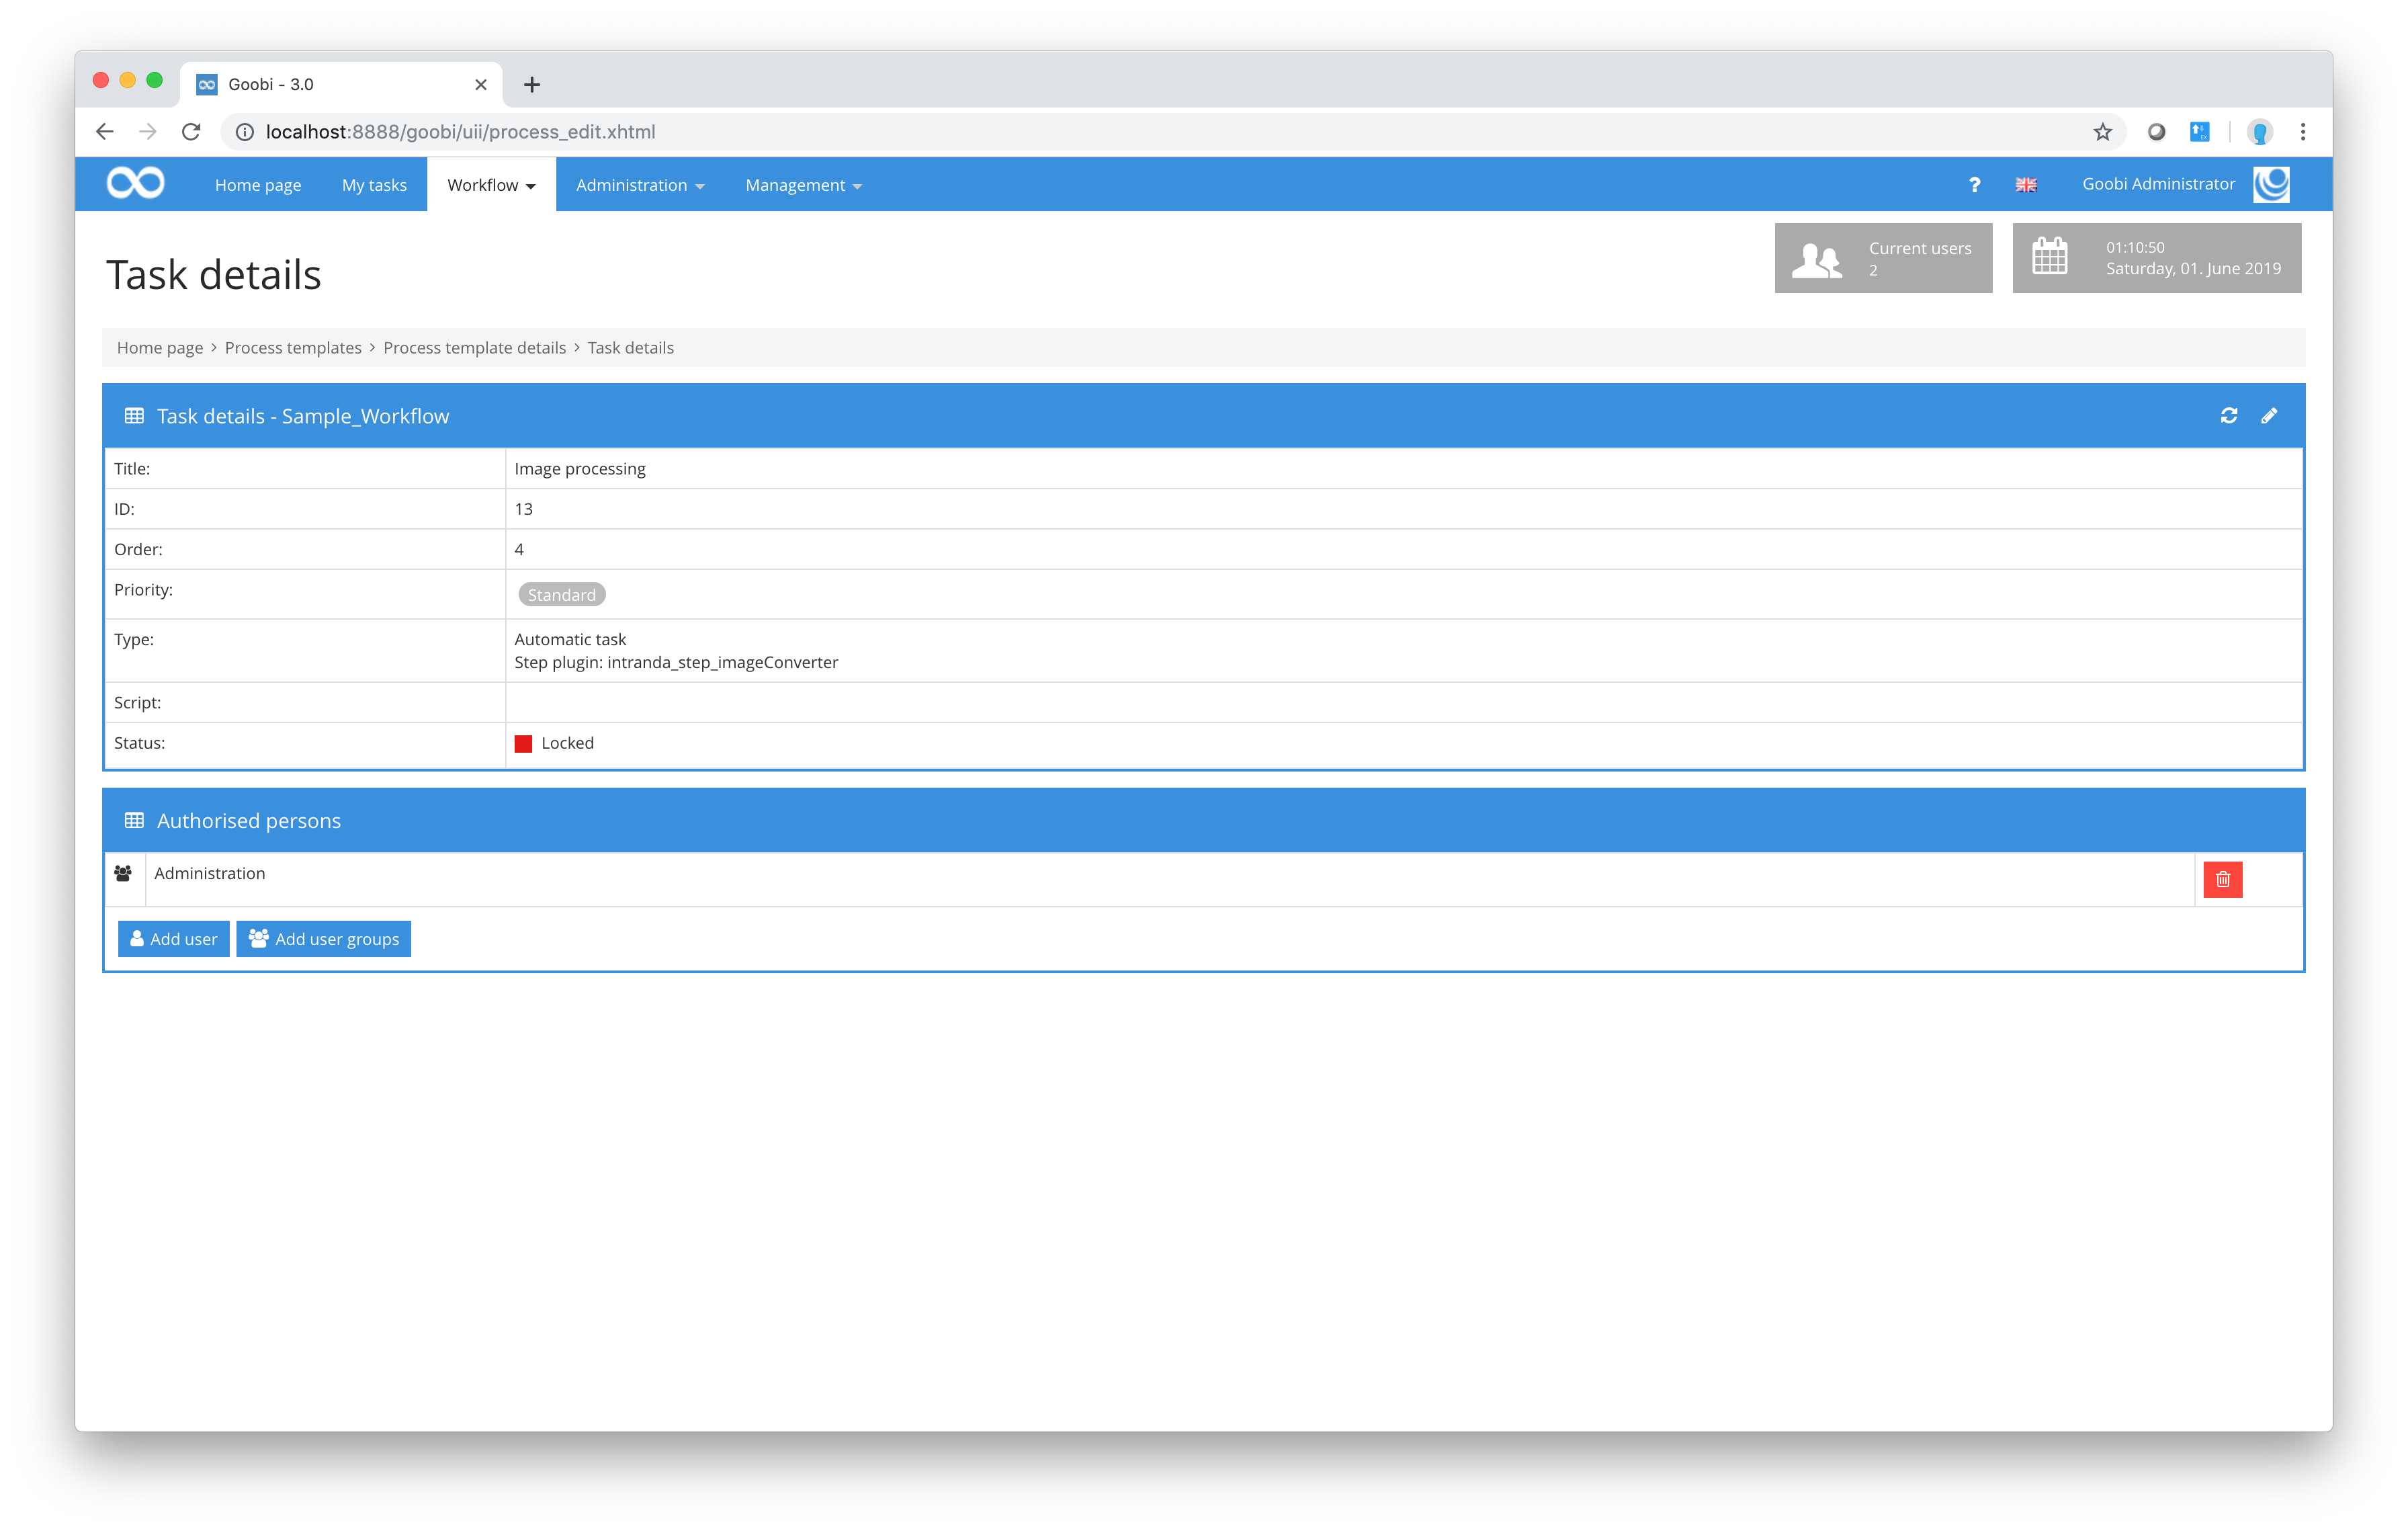 Goobi - 3.0
localhost:8888/goobi/uii/process_edit.xhtml
Home page My tasks Workflow Administration Management ? Goobi Administrator
Task details
Current users
2
01:10:50
Saturday, 01. June 2019
Home page > Process templates > Process template details > Task details
Task details - Sample_Workflow
Title: Image processing
ID: 13
Order: 4
Priority: Standard
Type: Automatic task
Step plugin: intranda_step_imageConverter
Script:
Status: Locked
Authorised persons
Administration
Add user Add user groups